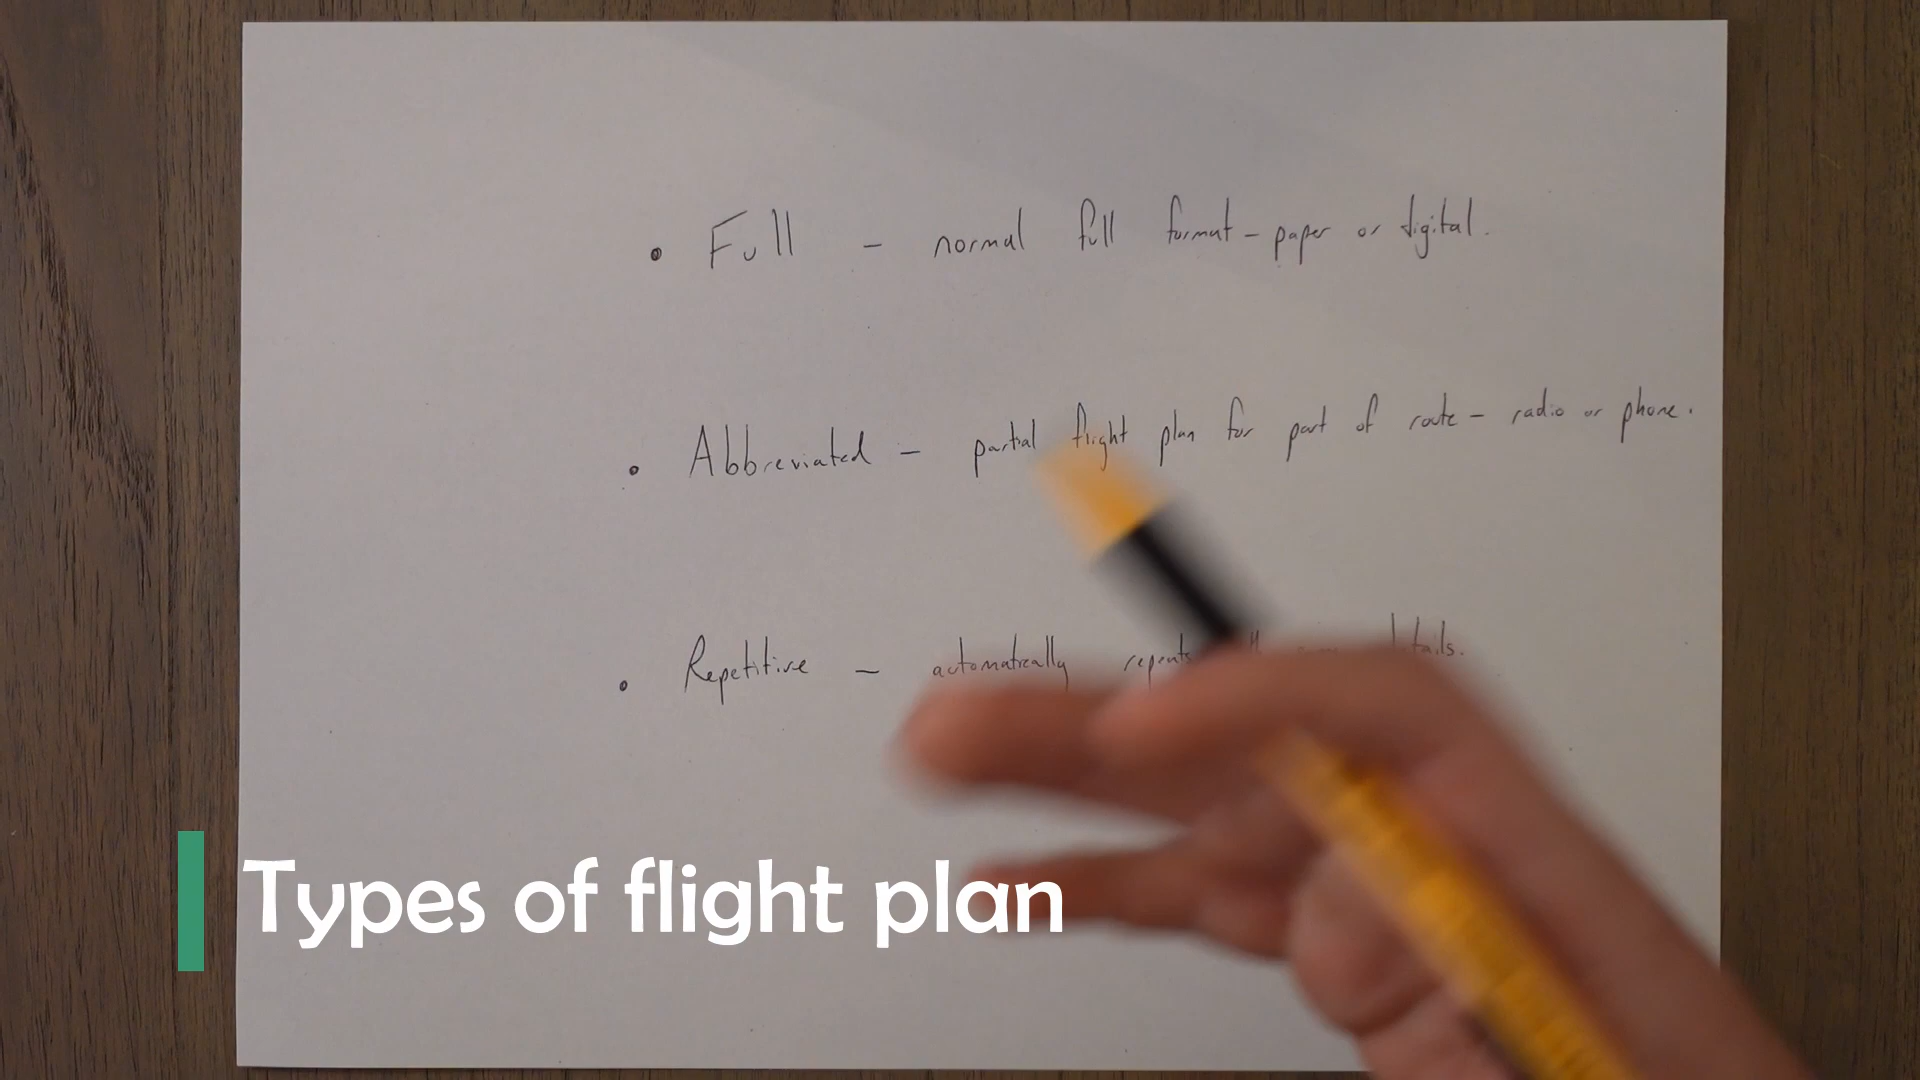 • Full – normal full format – paper or digital.
• Abbreviated – partial flight plan for part of route – radio or phone.
• Repetitive – automatically repeats details.
Types of flight plan